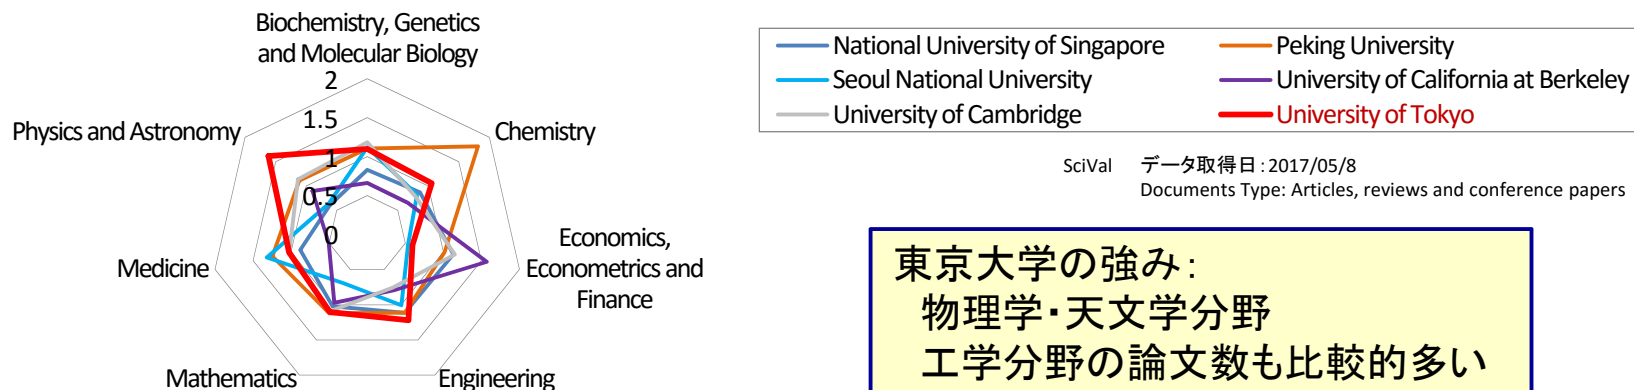 Biochemistry, Genetics
and Molecular Biology
2
1.5
1
0.5
0
Physics and Astronomy
Chemistry
Medicine
Economics,
Econometrics and
Finance
Mathematics
Engineering
National University of Singapore
Peking University
Seoul National University
University of California at Berkeley
University of Cambridge
University of Tokyo
SciVal データ取得日：2017/05/8
Documents Type: Articles, reviews and conference papers
東京大学の強み：
物理学・天文学分野
工学分野の論文数も比較的多い